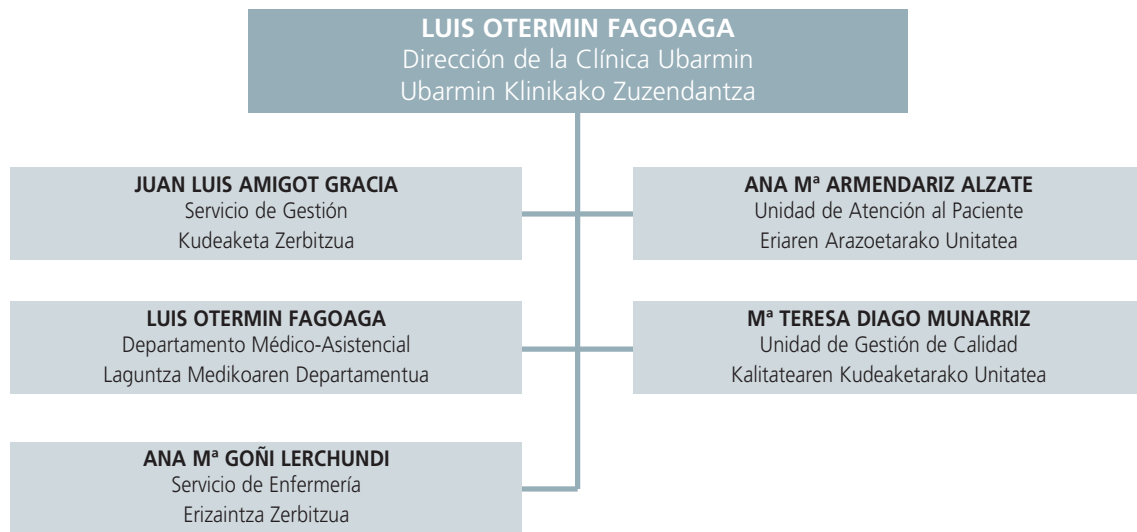 LUIS OTERMIN FAGOAGA
Dirección de la Clínica Ubarmin
Ubarmin Klinikako Zuzendantza
JUAN LUIS AMIGOT GRACIA
Servicio de Gestión
Kudeaketa Zerbitzua
ANA Mª ARMENDARIZ ALZATE
Unidad de Atención al Paciente
Eriaren Arazoetarako Unitatea
LUIS OTERMIN FAGOAGA
Departamento Médico-Asistencial
Laguntza Medikoaren Departamentua
Mª TERESA DIAGO MUNARRIZ
Unidad de Gestión de Calidad
Kalitatearen Kudeaketarako Unitatea
ANA Mª GOÑI LERCHUNDI
Servicio de Enfermería
Erizaintza Zerbitzua